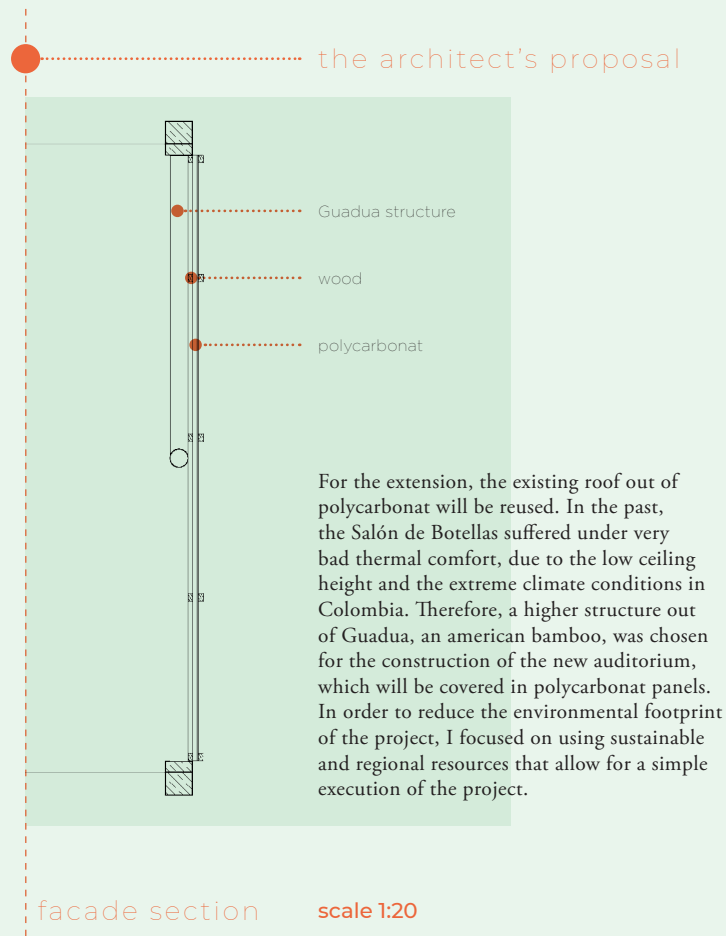 the architect's proposal
Guadua structure
wood
polycarbonat
For the extension, the existing roof out of
polycarbonat will be reused. In the past,
the Salón de Botellas suffered under very
bad thermal comfort, due to the low ceiling
height and the extreme climate conditions in
Colombia. Therefore, a higher structure out
of Guadua, an american bamboo, was chosen
for the construction of the new auditorium,
which will be covered in polycarbonat panels.
In order to reduce the environmental footprint
of the project, I focused on using sustainable
and regional resources that allow for a simple
execution of the project.
facade section
scale 1:20